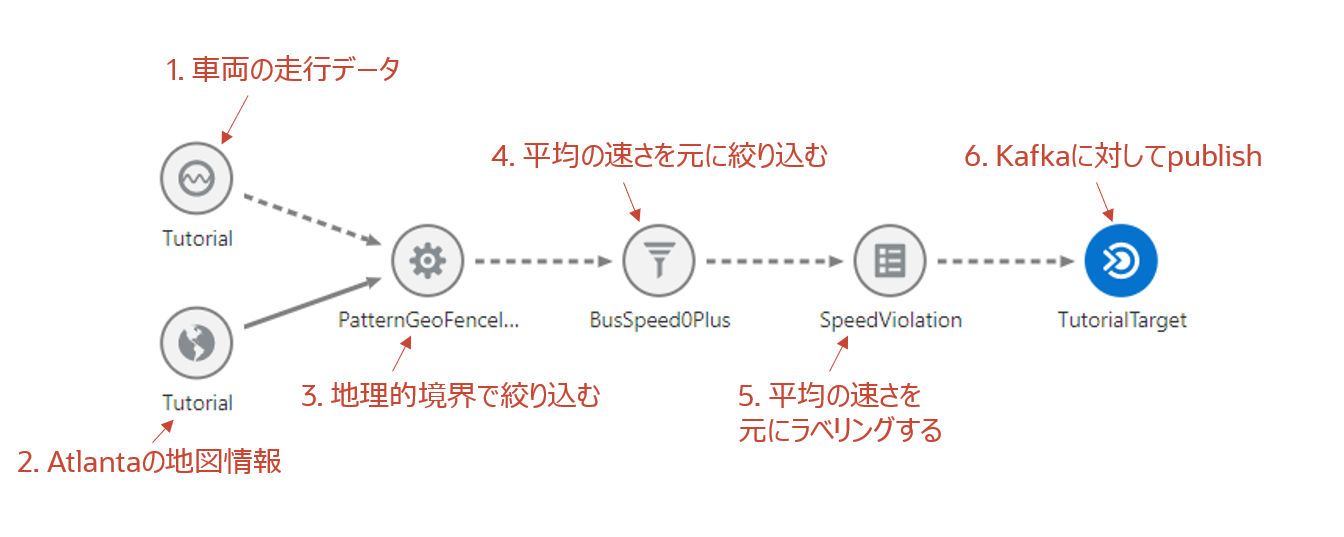 1. 車両の走行データ
4. 平均の速さを元に絞り込む
6. Kafkaに対してpublish
Tutorial
PatternGeoFenceI...
BusSpeed0Plus
SpeedViolation
TutorialTarget
3. 地理的境界で絞り込む
5. 平均の速さを
元にラベリングする
Tutorial
2. Atlantaの地図情報